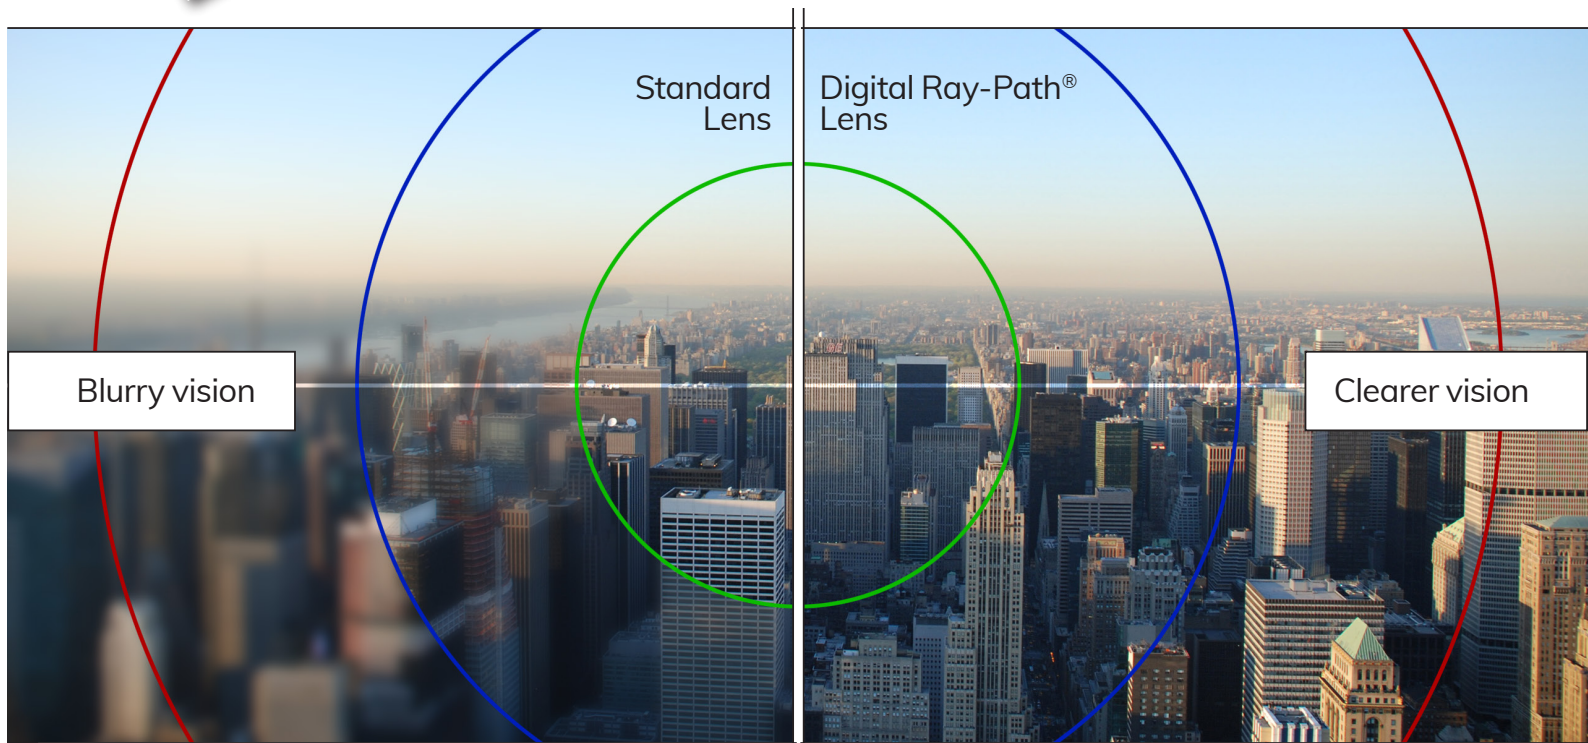 Standard
Lens
Digital Ray-Path®
Lens
Blurry vision
Clearer vision